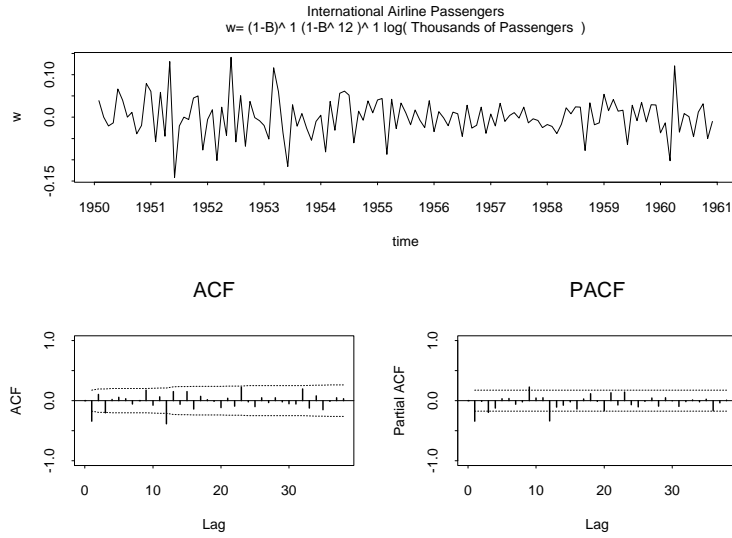 International Airline Passengers
w= (1-B)^ 1 (1-B^ 12 )^ 1 log( Thousands of Passengers )
w
0.10
0.0
-0.15
1950 1951 1952 1953 1954 1955 1956 1957 1958 1959 1960 1961
time
ACF
ACF
1.0
0.0
-1.0
0 10 20 30
Lag
PACF
Partial ACF
1.0
0.0
-1.0
0 10 20 30
Lag